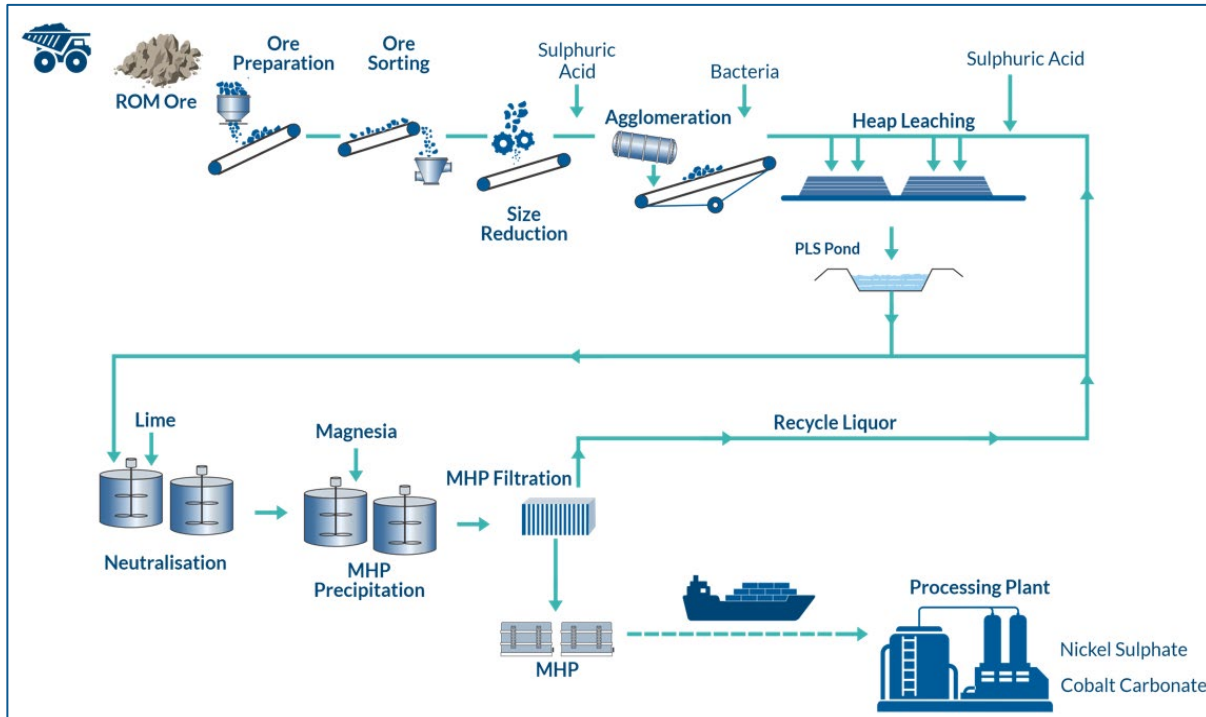 ROM Ore
Ore
Preparation
Ore
Sorting
Size
Reduction
Sulphuric
Acid
Agglomeration
Bacteria
Heap Leaching
Sulphuric Acid
PLS Pond
Lime
Neutralisation
Magnesia
MHP
Precipitation
MHP Filtration
Recycle Liquor
MHP
Processing Plant
Nickel Sulphate
Cobalt Carbonate